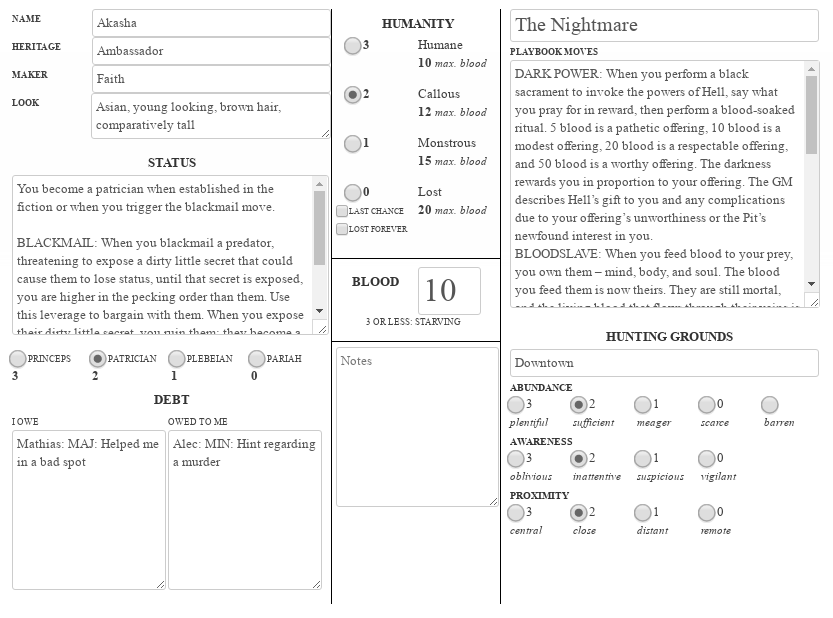 NAME
Akasha
HERITAGE
Ambassador
MAKER
Faith
LOOK
Asian, young looking, brown hair,
comparatively tall
STATUS
You become a patrician when established in the
fiction or when you trigger the blackmail move.
BLACKMAIL: When you blackmail a predator,
threatening to expose a dirty little secret that could
cause them to lose status, until that secret is exposed,
you are higher in the pecking order than them. Use
this leverage to bargain with them. When you expose
their dirty little secret, you ruin them: they become a
PRINCEPS PATRICIAN PLEBEIAN PARIAH
3 2 1 0
DEBT
I OWE
Mathias: MAJ: Helped me
in a bad spot
OWED TO ME
Alec: MIN: Hint regarding
a murder
HUMANITY
3 Humane
10 max. blood
2 Callous
12 max. blood
1 Monstrous
15 max. blood
0 Lost
LAST CHANCE 20 max. blood
LOST FOREVER
BLOOD 10
3 OR LESS: STARVING
Notes
The Nightmare
PLAYBOOK MOVES
DARK POWER: When you perform a black
sacrament to invoke the powers of Hell, say what
you pray for in reward, then perform a blood-soaked
ritual. 5 blood is a pathetic offering, 10 blood is a
modest offering, 20 blood is a respectable offering,
and 50 blood is a worthy offering. The darkness
rewards you in proportion to your offering. The GM
describes Hell’s gift to you and any complications
due to your offering’s unworthiness or the Pit’s
newfound interest in you.
BLOODSLAVE: When you feed blood to your prey,
you own them – mind, body, and soul. The blood
you feed them is now theirs. They are still mortal,
and the living blood that flows through their veins is
HUNTING GROUNDS
Downtown
ABUNDANCE
3 2 1 0
plentiful sufficient meager scarce barren
AWARENESS
3 2 1 0
oblivious inattentive suspicious vigilant
PROXIMITY
3 2 1 0
central close distant remote